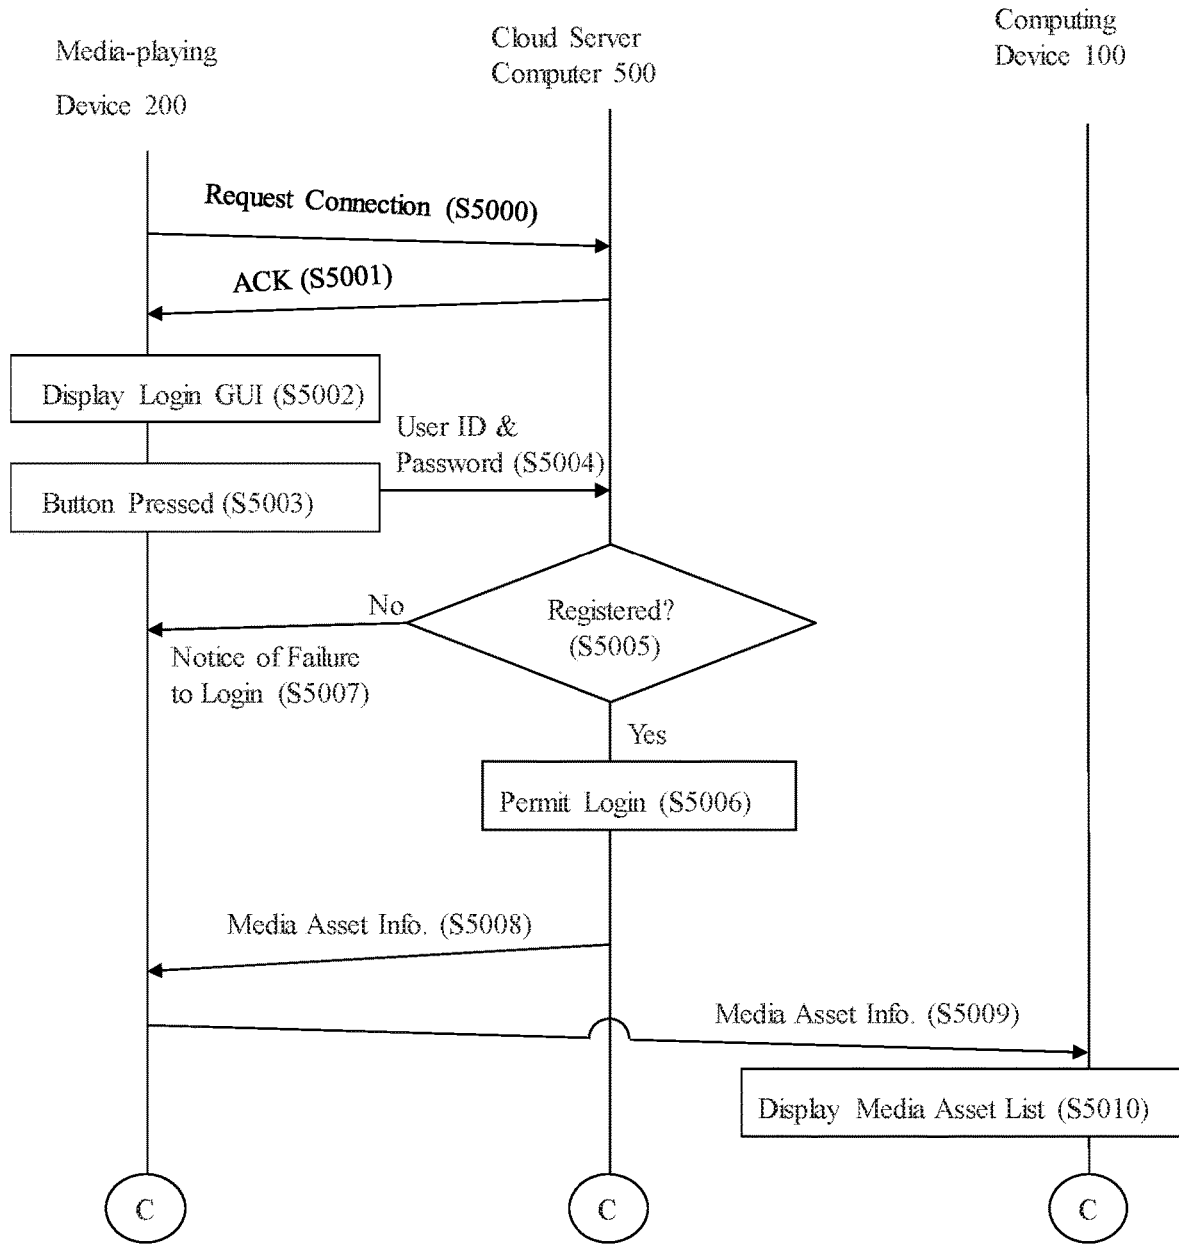 Media-playing
Device 200
Cloud Server
Computer 500
Computing
Device 100
Request Connection (S5000)
ACK (S5001)
Display Login GUI (S5002)
User ID &
Password (S5004)
Button Pressed (S5003)
Registered?
(S5005)
No
Notice of Failure
to Login (S5007)
Yes
Permit Login (S5006)
Media Asset Info. (S5008)
Media Asset Info. (S5009)
Display Media Asset List (S5010)
C
C
C